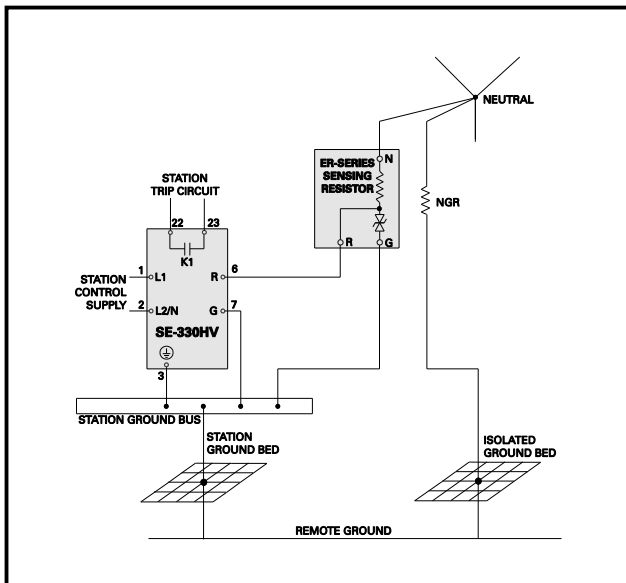 NEUTRAL
ER-SERIES
SENSING
RESISTOR
N
R
G
NGR
STATION
TRIP CIRCUIT
22
23
K1
1
L1
R
6
STATION
CONTROL
SUPPLY
2
L2/N
G
7
SE-330HV
3
STATION GROUND BUS
STATION
GROUND BED
ISOLATED
GROUND BED
REMOTE GROUND